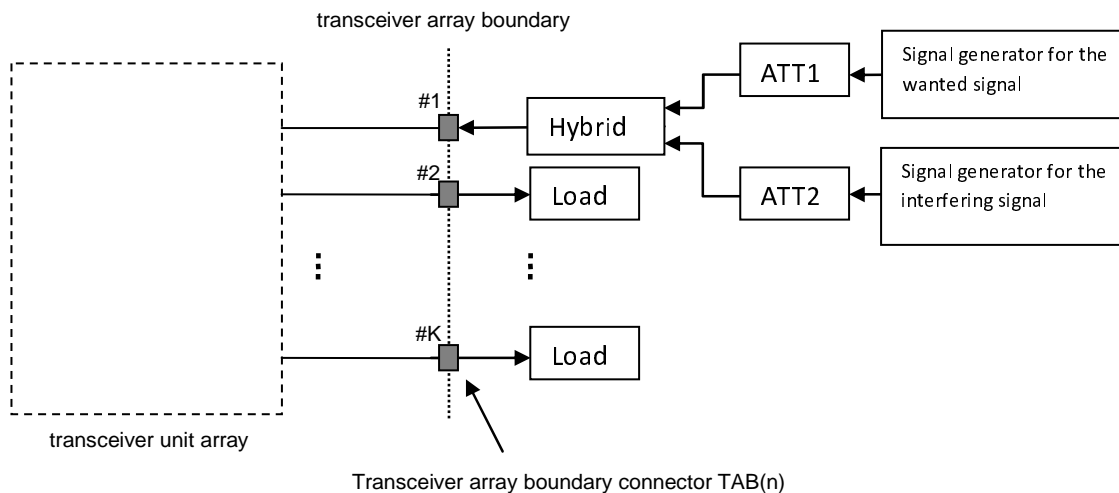 transceiver array boundary
#1
Hybrid
ATT1
Signal generator for the
wanted signal
#2
Load
ATT2
Signal generator for the
interfering signal
#K
Load
transceiver unit array
Transceiver array boundary connector TAB(n)